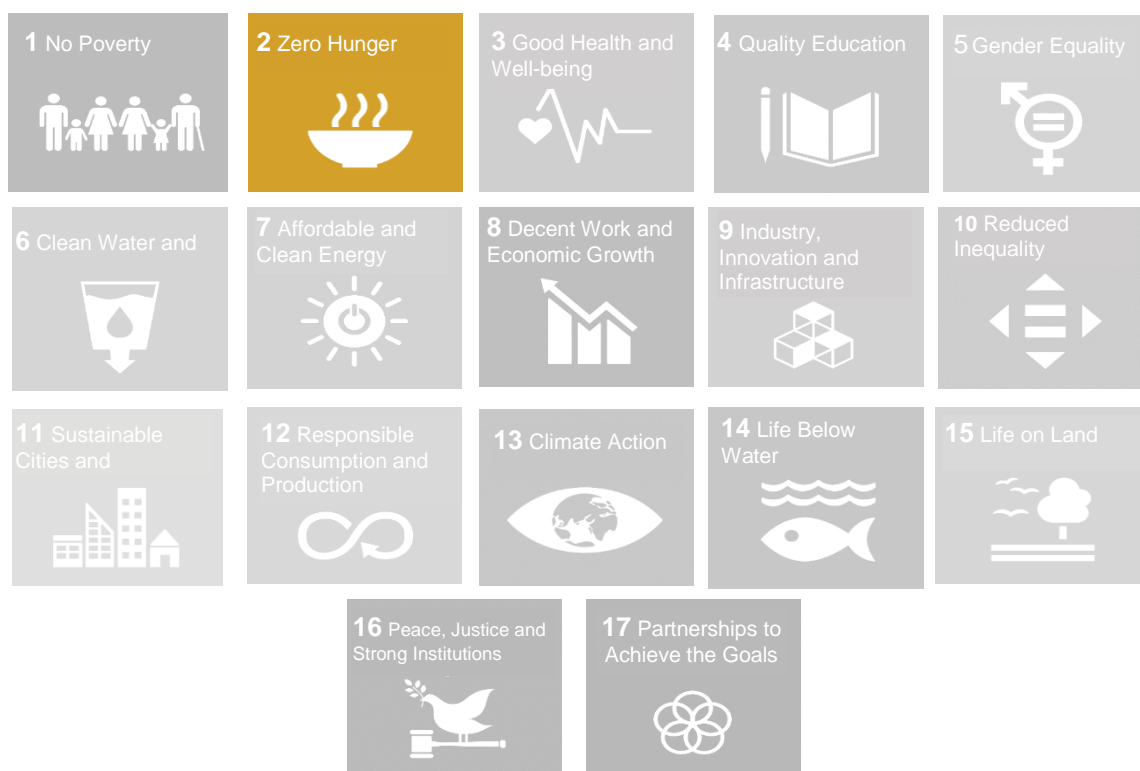 1 No Poverty
2 Zero Hunger
3 Good Health and
Well-being
4 Quality Education
5 Gender Equality
6 Clean Water and
7 Affordable and
Clean Energy
8 Decent Work and
Economic Growth
9 Industry,
Innovation and
Infrastructure
10 Reduced
Inequality
11 Sustainable
Cities and
12 Responsible
Consumption and
Production
13 Climate Action
14 Life Below
Water
15 Life on Land
16 Peace, Justice and
Strong Institutions
17 Partnerships to
Achieve the Goals